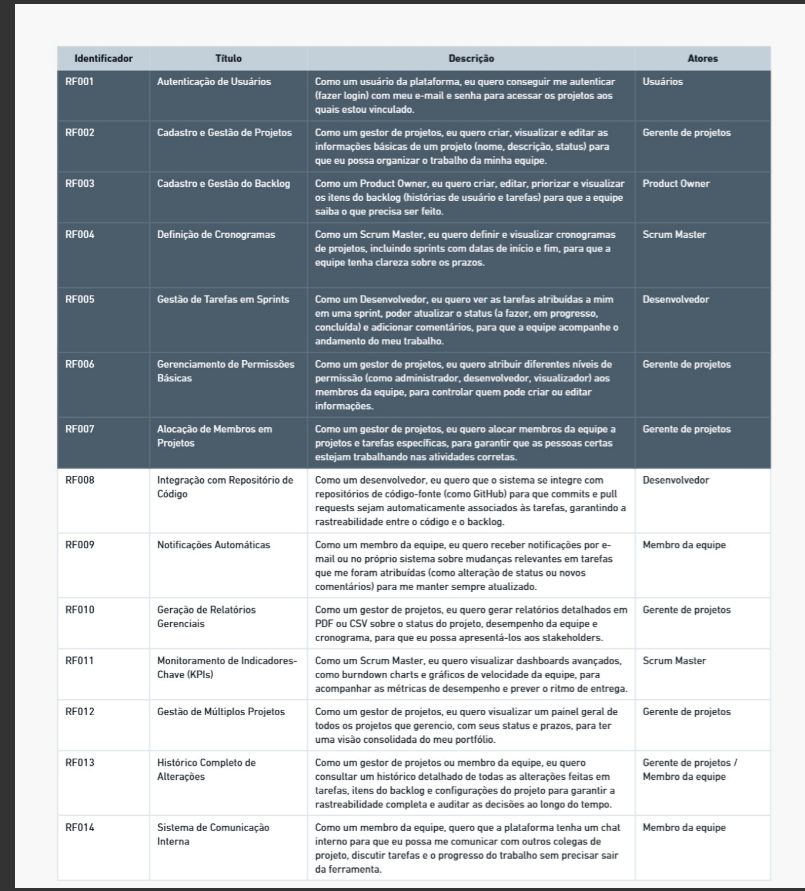 Identificador Título Descrição Atores
RF001 Autenticação de Usuários Como um usuário da plataforma, eu quero conseguir me autenticar Usuários
(fazer login) com meu e-mail e senha para acessar os projetos aos
quais estou vinculado.
RF002 Cadastro e Gestão de Projetos Como um gestor de projetos, eu quero criar, visualizar e editar as Gerente de projetos
informações básicas de um projeto (nome, descrição, status) para
que eu possa organizar o trabalho da minha equipe.
RF003 Cadastro e Gestão do Backlog Como um Product Owner, eu quero criar, editar, priorizar e visualizar Product Owner
os itens do backlog (histórias de usuário e tarefas) para que a equipe
saiba o que precisa ser feito.
RF004 Definição de Cronogramas Como um Scrum Master, eu quero definir e visualizar cronogramas Scrum Master
de projetos, incluindo sprints com datas de início e fim, para que a
equipe tenha clareza sobre os prazos.
RF005 Gestão de Tarefas em Sprints Como um Desenvolvedor, eu quero ver as tarefas atribuídas a mim Desenvolvedor
em uma sprint, poder atualizar o status (a fazer, em progresso,
concluída) e adicionar comentários, para que a equipe acompanhe o
andamento do meu trabalho.
RF006 Gerenciamento de Permissões Como um gestor de projetos, eu quero atribuir diferentes níveis de Gerente de projetos
Básicas permissão (como administrador, desenvolvedor, visualizador) aos
membros da equipe, para controlar quem pode criar ou editar
informações.
RF007 Alocação de Membros em Como um gestor de projetos, eu quero alocar membros da equipe a Gerente de projetos
Projetos projetos e tarefas específicas, para garantir que as pessoas certas
estejam trabalhando nas atividades corretas.
RF008 Integração com Repositório de Como um desenvolvedor, eu quero que o sistema se integre com Desenvolvedor
Código repositórios de código-fonte (como GitHub) para que commits e pull
requests sejam automaticamente associados às tarefas, garantindo a
rastreabilidade entre o código e o backlog.
RF009 Notificações Automáticas Como um membro da equipe, eu quero receber notificações por e- Membro da equipe
mail ou no próprio sistema sobre mudanças relevantes em tarefas
que me foram atribuídas (como alteração de status ou novos
comentários) para me manter sempre atualizado.
RF010 Geração de Relatórios Como um gestor de projetos, eu quero gerar relatórios detalhados em Gerente de projetos
Gerenciais PDF ou CSV sobre o status do projeto, desempenho da equipe e
cronograma, para que eu possa apresentá-los aos stakeholders.
RF011 Monitoramento de Indicadores- Como um Scrum Master, eu quero visualizar dashboards avançados, Scrum Master
Chave (KPIs) como burndown charts e gráficos de velocidade da equipe, para
acompanhar as métricas de desempenho e prever o ritmo de entrega.
RF012 Gestão de Múltiplos Projetos Como um gestor de projetos, eu quero visualizar um painel geral de Gerente de projetos
todos os projetos que gerencio, com seus status e prazos, para ter
uma visão consolidada do meu portfólio.
RF013 Histórico Completo de Como um gestor de projetos ou membro da equipe, eu quero Gerente de projetos /
Alterações consultar um histórico detalhado de todas as alterações feitas em Membro da equipe
tarefas, itens do backlog e configurações do projeto para garantir a
rastreabilidade completa e auditar as decisões ao longo do tempo.
RF014 Sistema de Comunicação Como um membro da equipe, quero que a plataforma tenha um chat Membro da equipe
Interna interno para que eu possa me comunicar com outros colegas de
projeto, discutir tarefas e o progresso do trabalho sem precisar sair
da ferramenta.